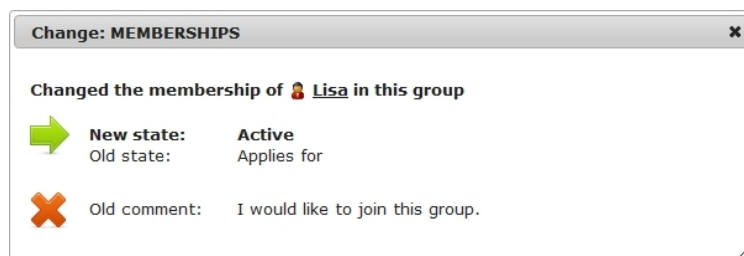 Change: MEMBERSHIPS
Changed the membership of Lisa in this group
New state: Active
Old state: Applies for
Old comment: I would like to join this group.